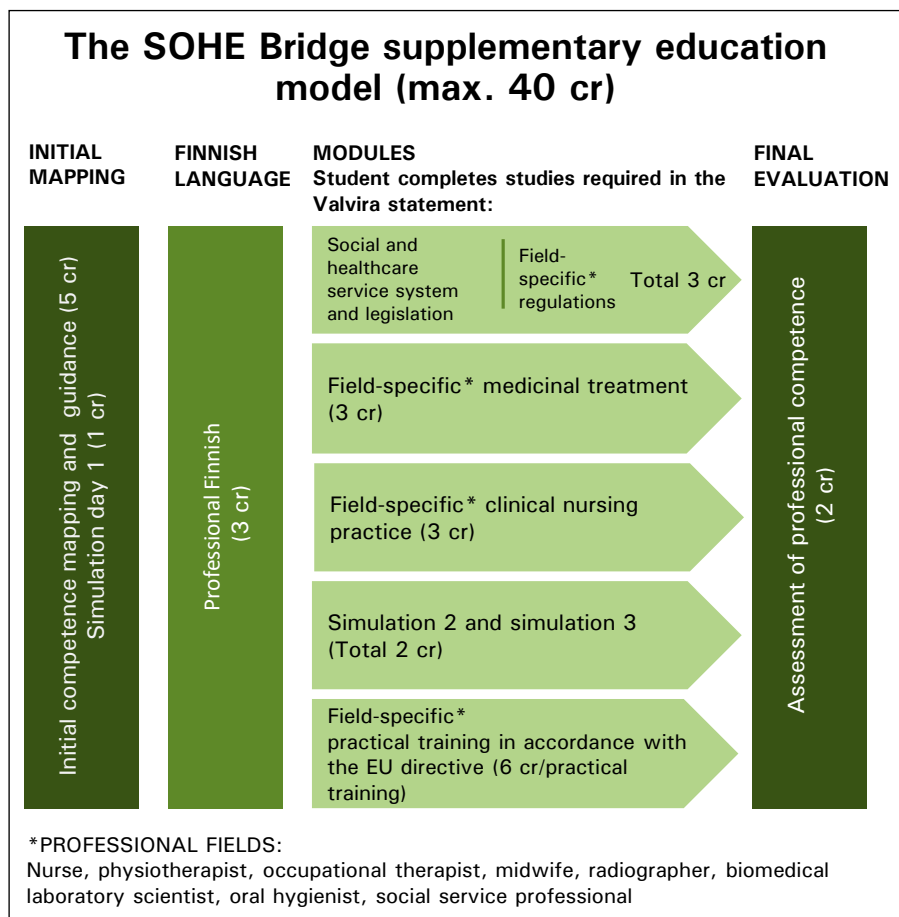 The SOHE Bridge supplementary education
model (max. 40 cr)
INITIAL
MAPPING
FINNISH
LANGUAGE
MODULES
Student completes studies required in the
Valvira statement:
FINAL
EVALUATION
Initial competence mapping and guidance (5 cr)
Simulation day 1 (1 cr)
Professional Finnish
(3 cr)
Social and
healthcare
service system
and legislation
Field-
specific*
regulations
Total 3 cr
Field-specific* medicinal treatment
(3 cr)
Field-specific* clinical nursing
practice (3 cr)
Simulation 2 and simulation 3
(Total 2 cr)
Field-specific*
practical training in accordance with
the EU directive (6 cr/practical
training)
Assessment of professional competence
(2 cr)
*PROFESSIONAL FIELDS:
Nurse, physiotherapist, occupational therapist, midwife, radiographer, biomedical
laboratory scientist, oral hygienist, social service professional